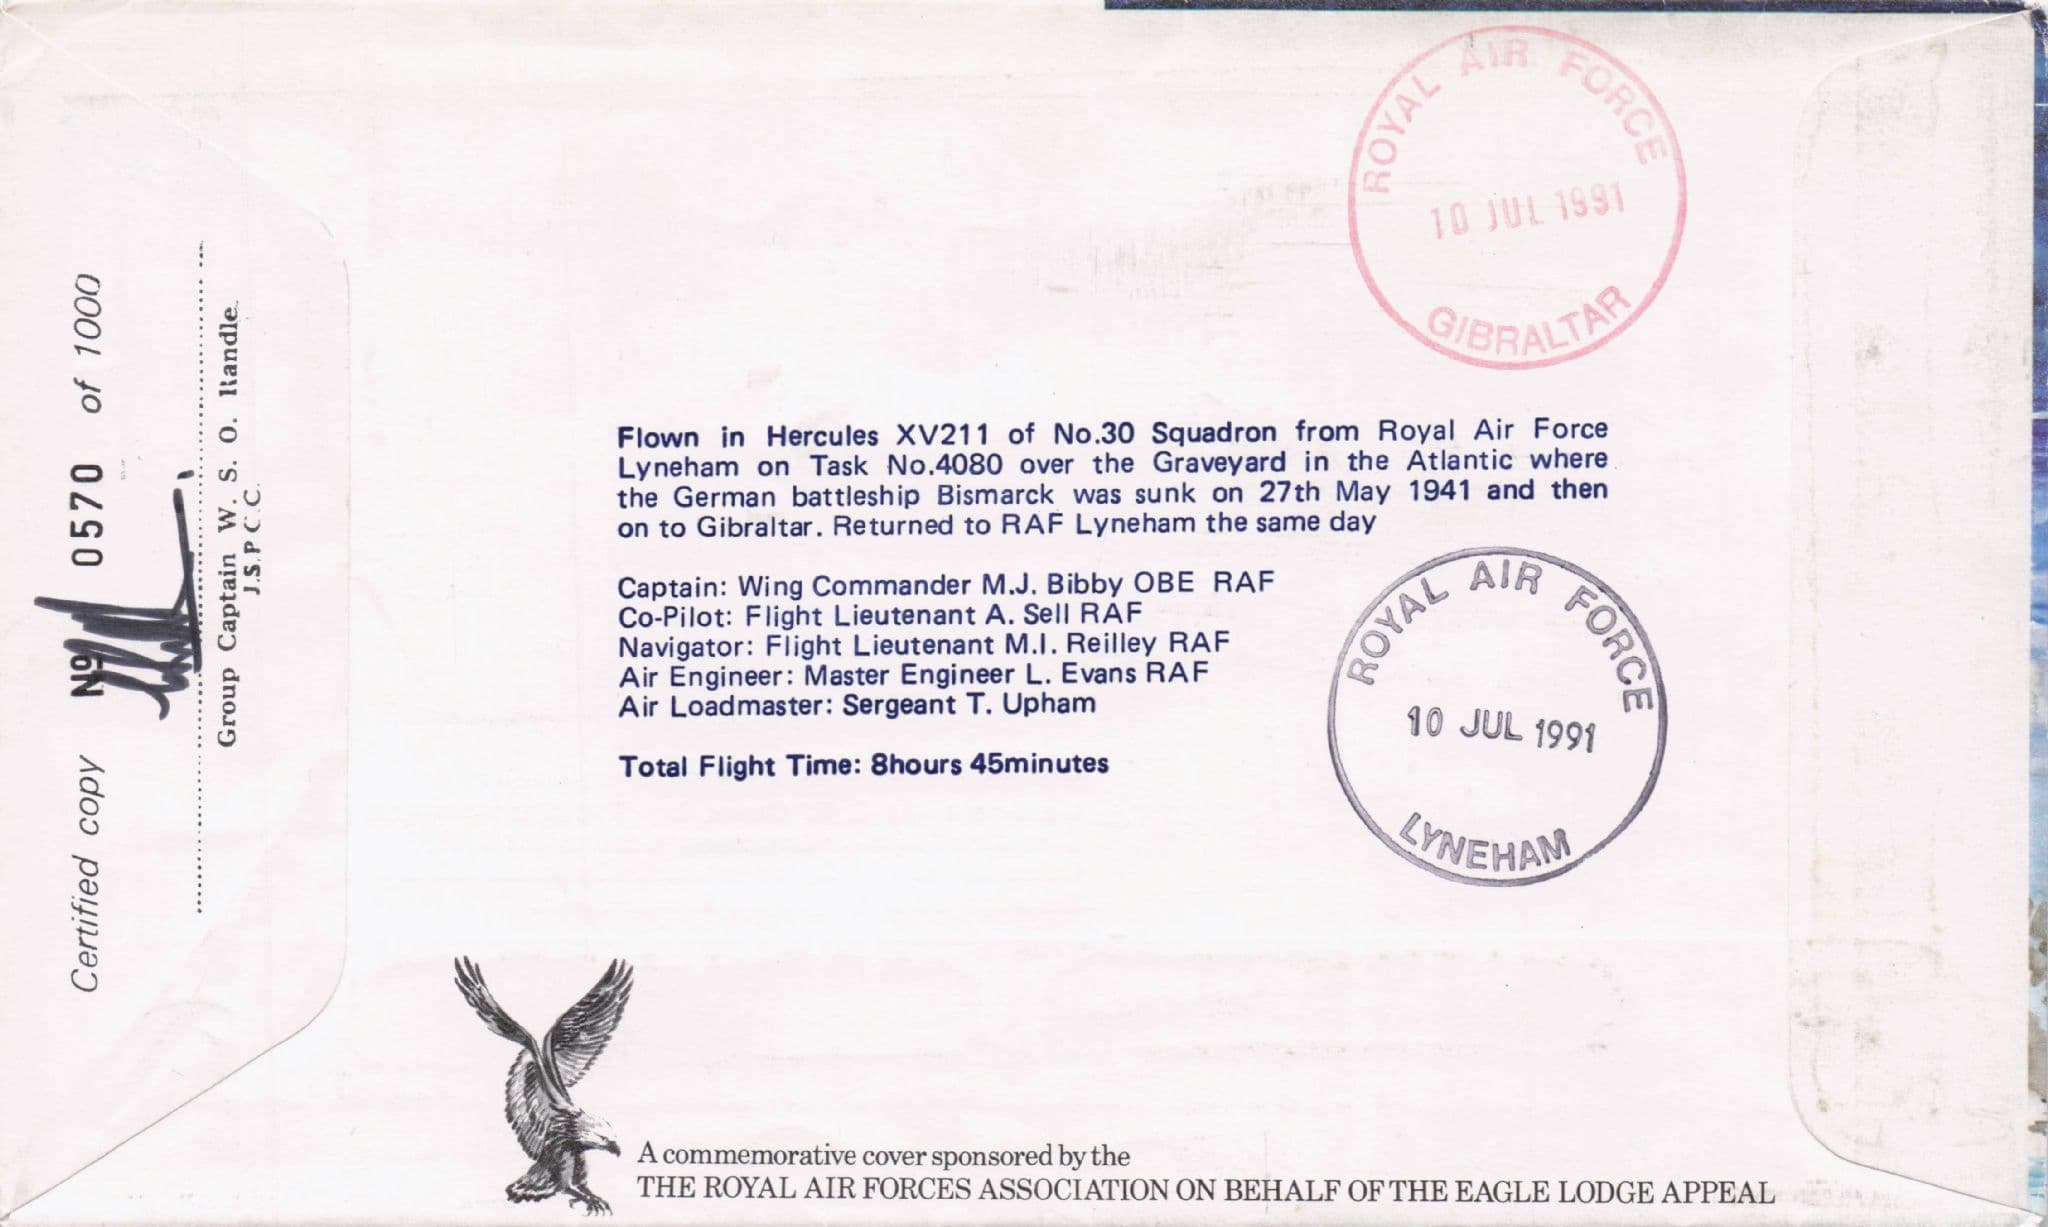 ROYAL AIR FORCE
10 JUL 1991
GIBRALTAR
Certified copy Nº 0570 of 1000
Group Captain W. S. O. Randle
J.S.P.C.C.
Flown in Hercules XV211 of No.30 Squadron from Royal Air Force
Lyneham on Task No.4080 over the Graveyard in the Atlantic where
the German battleship Bismarck was sunk on 27th May 1941 and then
on to Gibraltar. Returned to RAF Lyneham the same day
Captain: Wing Commander M.J. Bibby OBE RAF
Co-Pilot: Flight Lieutenant A. Sell RAF
Navigator: Flight Lieutenant M.I. Reilley RAF
Air Engineer: Master Engineer L. Evans RAF
Air Loadmaster: Sergeant T. Upham
Total Flight Time: 8hours 45minutes
ROYAL AIR FORCE
10 JUL 1991
LYNEHAM
A commemorative cover sponsored by the
THE ROYAL AIR FORCES ASSOCIATION ON BEHALF OF THE EAGLE LODGE APPEAL